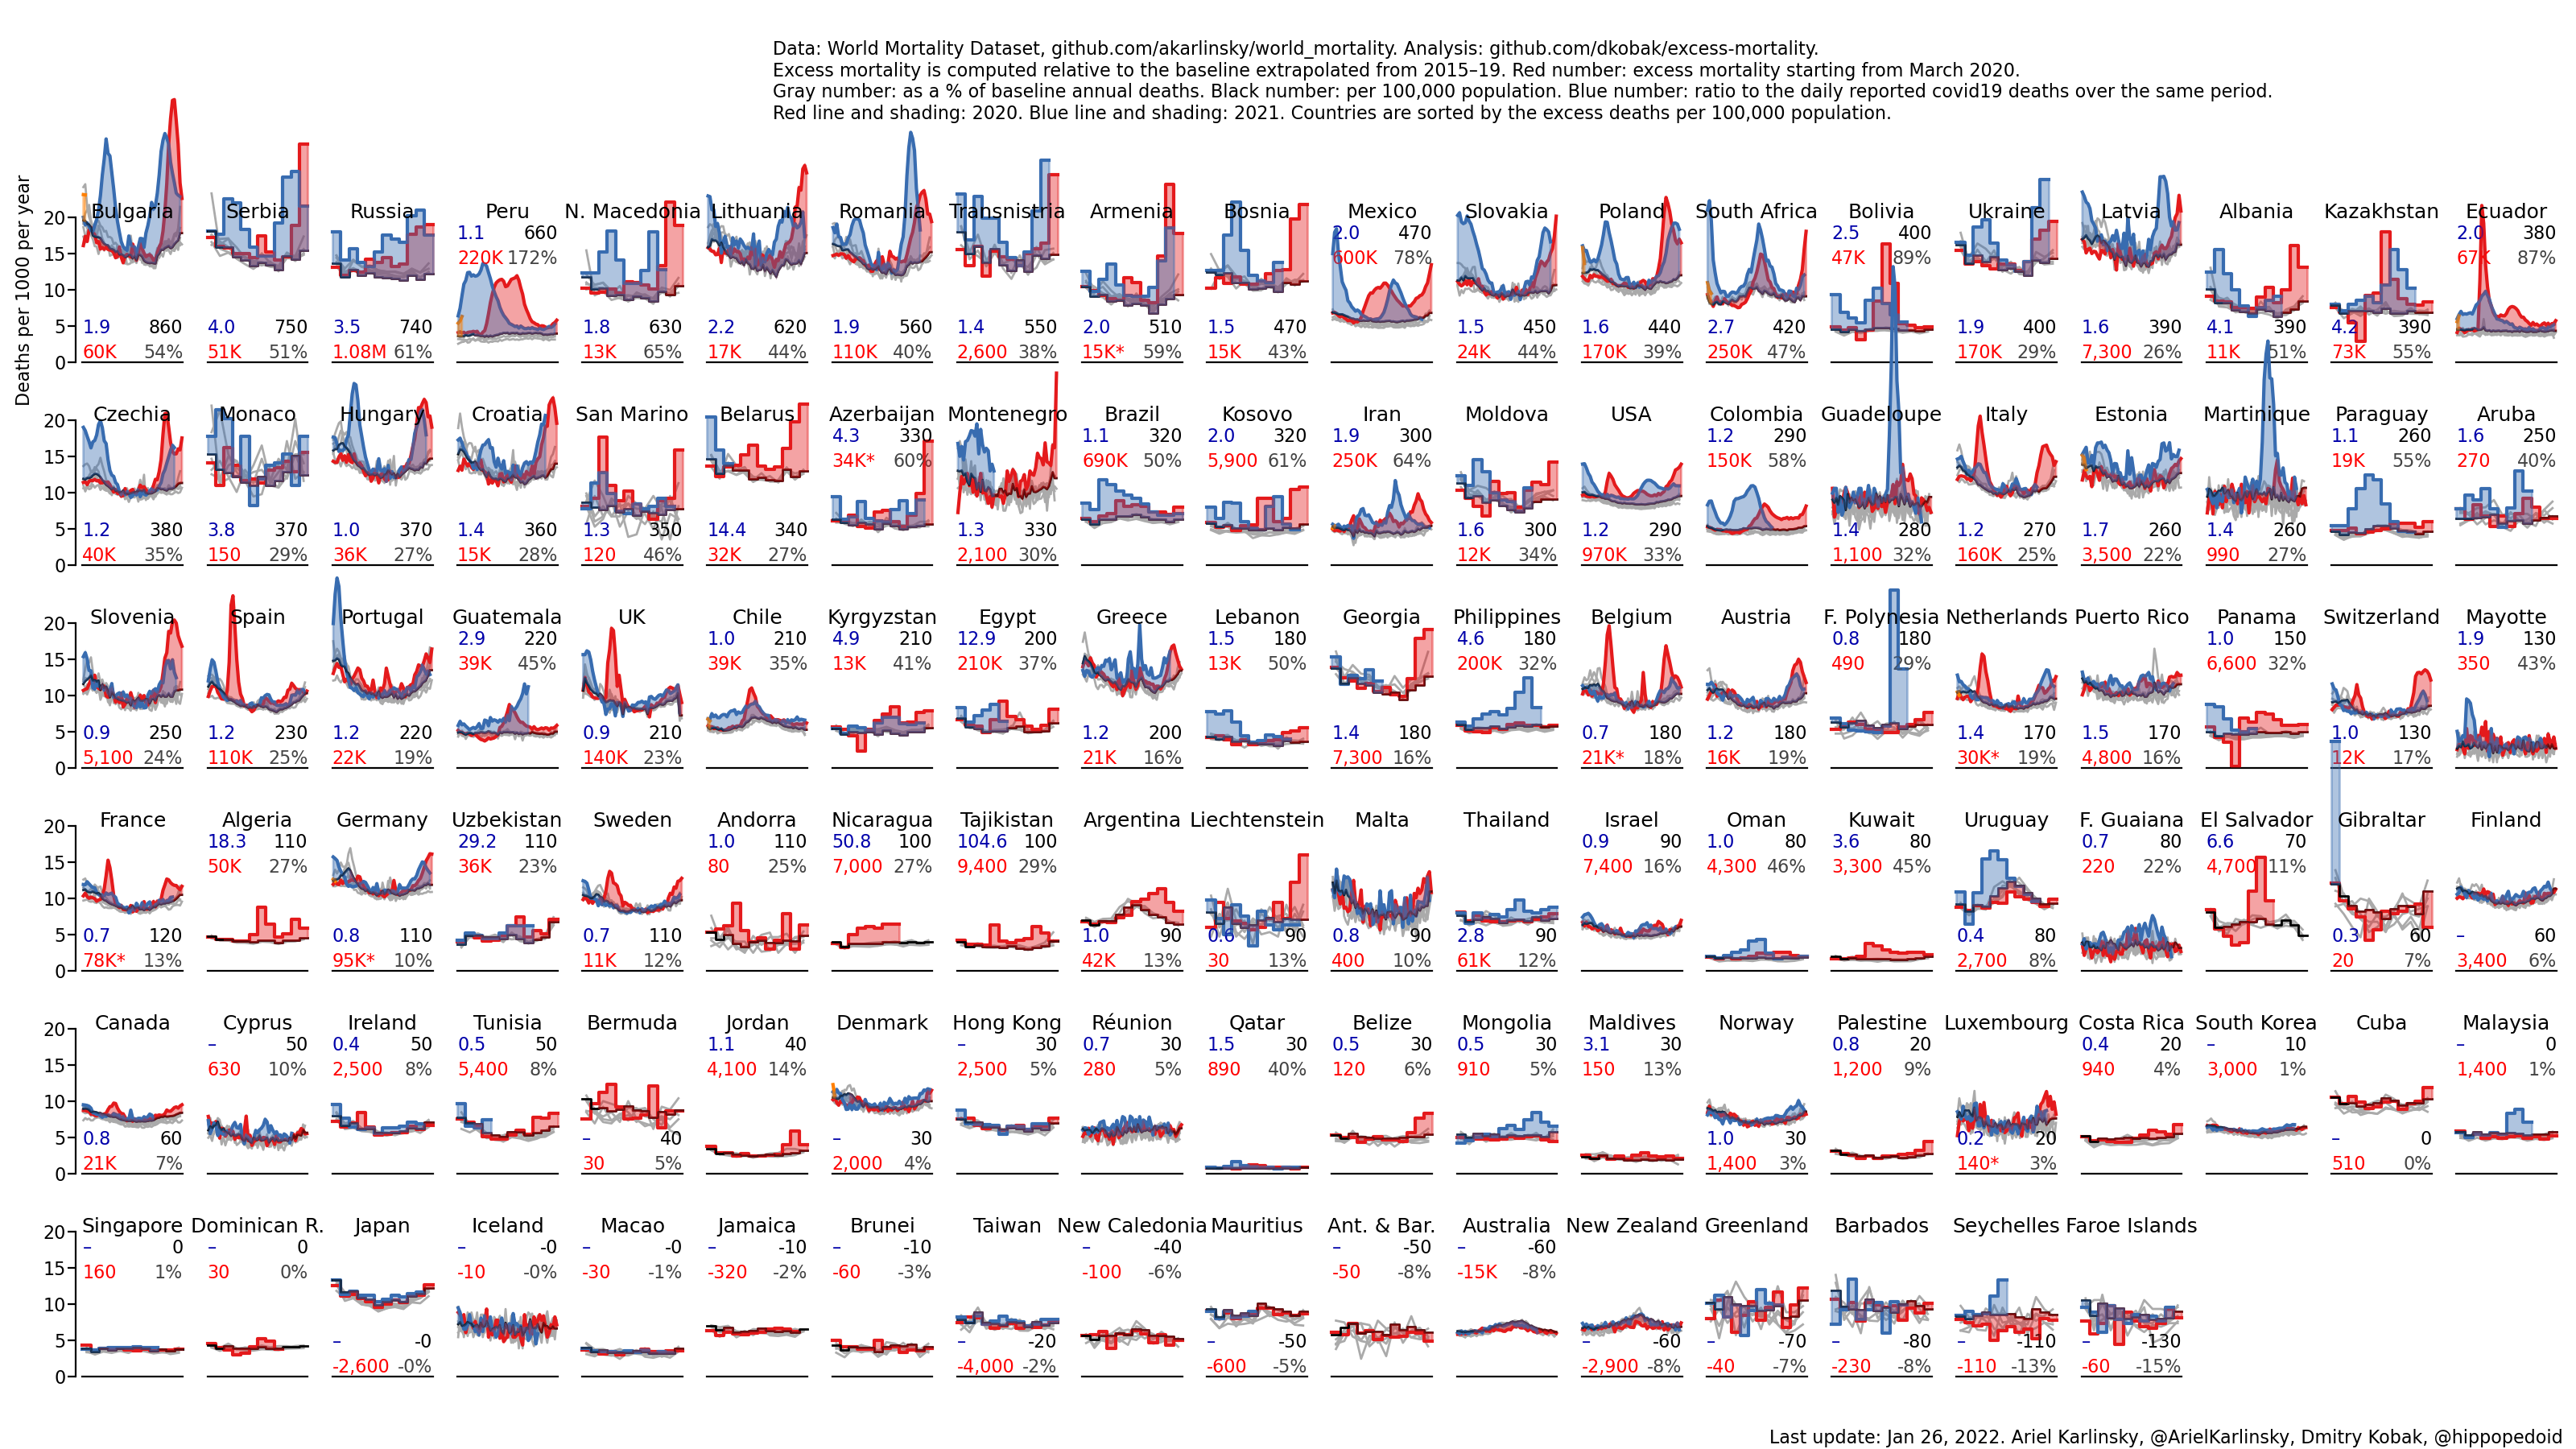 Data: World Mortality Dataset, github.com/akarlinsky/world_mortality. Analysis: github.com/dkobak/excess-mortality.
Excess mortality is computed relative to the baseline extrapolated from 2015–19. Red number: excess mortality starting from March 2020.
Gray number: as a % of baseline annual deaths. Black number: per 100,000 population. Blue number: ratio to the daily reported covid19 deaths over the same period.
Red line and shading: 2020. Blue line and shading: 2021. Countries are sorted by the excess deaths per 100,000 population.
Deaths per 1000 per year
Bulgaria Serbia Russia Peru N. Macedonia Lithuania Romania Transnistria Armenia Bosnia Mexico Slovakia Poland South Africa Bolivia Ukraine Latvia Albania Kazakhstan Ecuador
20
1.1 660 2.0 470 2.5 400 2.0 380
220K 172% 600K 78% 47K 89% 67K 87%
15
10
5
1.9 860 4.0 750 3.5 740 1.8 630 2.2 620 1.9 560 1.4 550 2.0 510 1.5 470 1.5 450 1.6 440 2.7 420 1.9 400 1.6 390 4.1 390 4.2 390
60K 54% 51K 51% 1.08M 61% 13K 65% 17K 44% 110K 40% 2,600 38% 15K* 59% 15K 43% 24K 44% 170K 39% 250K 47% 170K 29% 7,300 26% 11K 51% 73K 55%
0
Czechia Monaco Hungary Croatia San Marino Belarus Azerbaijan Montenegro Brazil Kosovo Iran Moldova USA Colombia Guadeloupe Italy Estonia Martinique Paraguay Aruba
20
4.3 330 1.1 320 2.0 320 1.9 300 1.2 290 1.1 260 1.6 250
34K* 60% 690K 50% 5,900 61% 250K 64% 150K 58% 19K 55% 270 40%
15
10
5
1.2 380 3.8 370 1.0 370 1.4 360 1.3 350 14.4 340 1.3 330 1.6 300 1.2 290 1.4 280 1.2 270 1.7 260 1.4 260
40K 35% 150 29% 36K 27% 15K 28% 120 46% 32K 27% 2,100 30% 12K 34% 970K 33% 1,100 32% 160K 25% 3,500 22% 990 27%
0
Slovenia Spain Portugal Guatemala UK Chile Kyrgyzstan Egypt Greece Lebanon Georgia Philippines Belgium Austria F. Polynesia Netherlands Puerto Rico Panama Switzerland Mayotte
20
2.9 220 1.0 210 4.9 210 12.9 200 1.5 180 4.6 180 0.8 180 1.0 150 1.9 130
39K 45% 39K 35% 13K 41% 210K 37% 13K 50% 200K 32% 490 29% 6,600 32% 350 43%
15
10
5
0.9 250 1.2 230 1.2 220 0.9 210 1.2 200 1.4 180 0.7 180 1.2 180 1.4 170 1.5 170 1.0 130
5,100 24% 110K 25% 22K 19% 140K 23% 21K 16% 7,300 16% 21K* 18% 16K 19% 30K* 19% 4,800 16% 12K 17%
0
France Algeria Germany Uzbekistan Sweden Andorra Nicaragua Tajikistan Argentina Liechtenstein Malta Thailand Israel Oman Kuwait Uruguay F. Guaiana El Salvador Gibraltar Finland
20
18.3 110 29.2 110 1.0 110 50.8 100 104.6 100 0.9 90 1.0 80 3.6 80 0.7 80 6.6 70
50K 27% 36K 23% 80 25% 7,000 27% 9,400 29% 7,400 16% 4,300 46% 3,300 45% 220 22% 4,700 11%
15
10
5
0.7 120 0.8 110 0.7 110 1.0 90 0.6 90 0.8 90 2.8 90 0.4 80 0.3 60 – 60
78K* 13% 95K* 10% 11K 12% 42K 13% 30 13% 400 10% 61K 12% 2,700 8% 20 7% 3,400 6%
0
Canada Cyprus Ireland Tunisia Bermuda Jordan Denmark Hong Kong Réunion Qatar Belize Mongolia Maldives Norway Palestine Luxembourg Costa Rica South Korea Cuba Malaysia
20
– 50 0.4 50 0.5 50 1.1 40 – 30 0.7 30 1.5 30 0.5 30 0.5 30 3.1 30 0.8 20 0.4 20 – 10 – 0
630 10% 2,500 8% 5,400 8% 4,100 14% 2,500 5% 280 5% 890 40% 120 6% 910 5% 150 13% 1,200 9% 940 4% 3,000 1% 1,400 1%
15
10
5
0.8 60 – 40 – 30 1.0 30 0.2 20 – 0
21K 7% 30 5% 2,000 4% 1,400 3% 140* 3% 510 0%
0
Singapore Dominican R. Japan Iceland Macao Jamaica Brunei Taiwan New Caledonia Mauritius Ant. & Bar. Australia New Zealand Greenland Barbados Seychelles Faroe Islands
20
– 0 – 0 – -0 – -0 – -10 – -10 – -40 – -50 – -60
160 1% 30 0% -10 -0% -30 -1% -320 -2% -60 -3% -100 -6% -50 -8% -15K -8%
15
10
5
– -0 – -20 – -50 – -60 – -70 – -80 – -110 – -130
-2,600 -0% -4,000 -2% -600 -5% -2,900 -8% -40 -7% -230 -8% -110 -13% -60 -15%
0
Last update: Jan 26, 2022. Ariel Karlinsky, @ArielKarlinsky, Dmitry Kobak, @hippopedoid